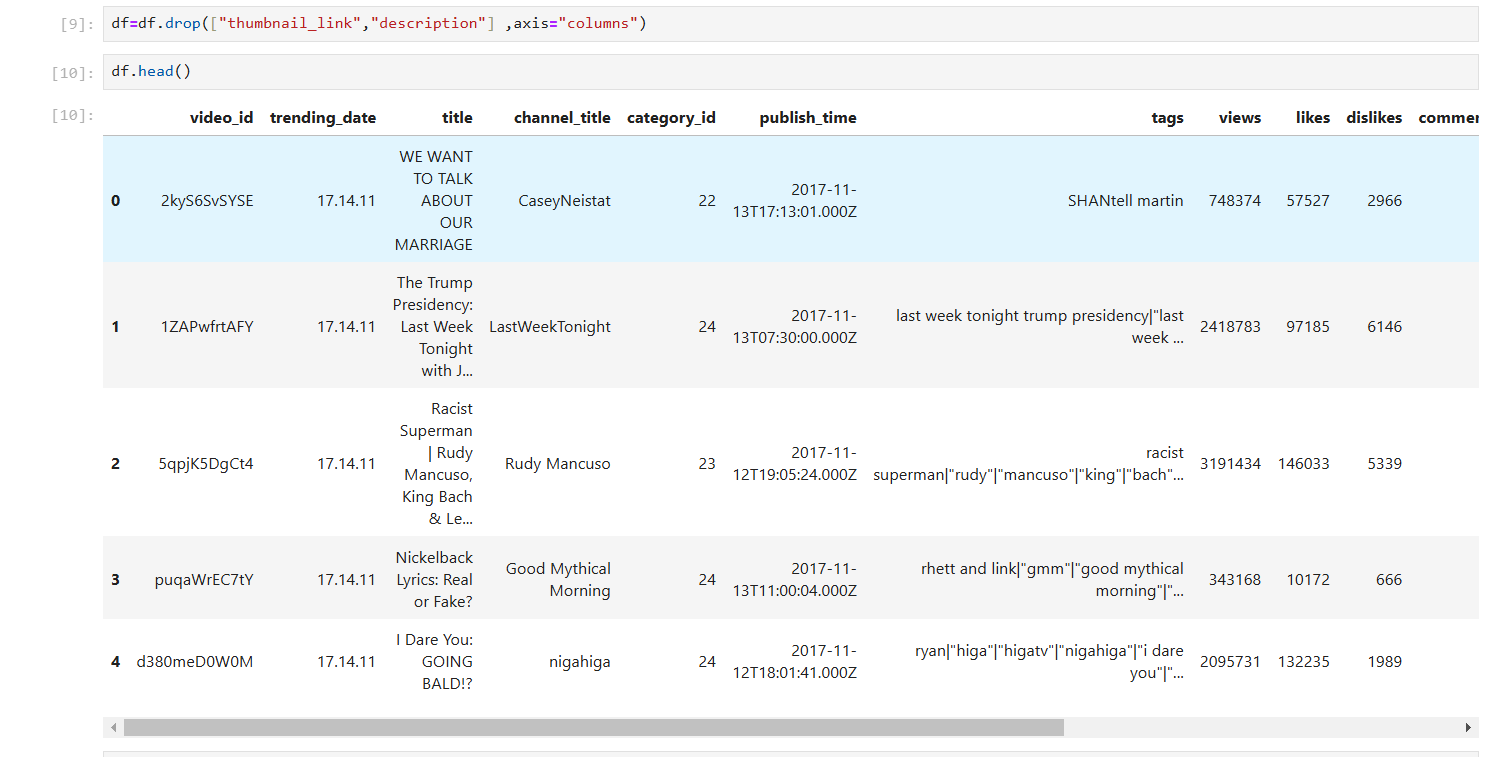 [9]: df=df.drop(["thumbnail_link","description"] ,axis="columns")
[10]: df.head()
[10]: video_id trending_date title channel_title category_id publish_time tags views likes dislikes commen
0 2kyS6SvSYSE 17.14.11 WE WANT TO TALK ABOUT OUR MARRIAGE CaseyNeistat 22 2017-11-13T17:13:01.000Z SHANtell martin 748374 57527 2966
1 1ZAPwfrtAFY 17.14.11 The Trump Presidency: Last Week Tonight with J... LastWeekTonight 24 2017-11-13T07:30:00.000Z last week tonight trump presidency|"last week ... 2418783 97185 6146
2 5qpjK5DgCt4 17.14.11 Racist Superman | Rudy Mancuso, King Bach & Le... Rudy Mancuso 23 2017-11-12T19:05:24.000Z racist superman|"rudy"|"mancuso"|"king"|"bach"... 3191434 146033 5339
3 puqaWrEC7tY 17.14.11 Nickelback Lyrics: Real or Fake? Good Mythical Morning 24 2017-11-13T11:00:04.000Z rhett and link|"gmm"|"good mythical morning"|"... 343168 10172 666
4 d380meD0W0M 17.14.11 I Dare You: GOING BALD!? nigahiga 24 2017-11-12T18:01:41.000Z ryan|"higa"|"higatv"|"nigahiga"|"i dare you"|"... 2095731 132235 1989